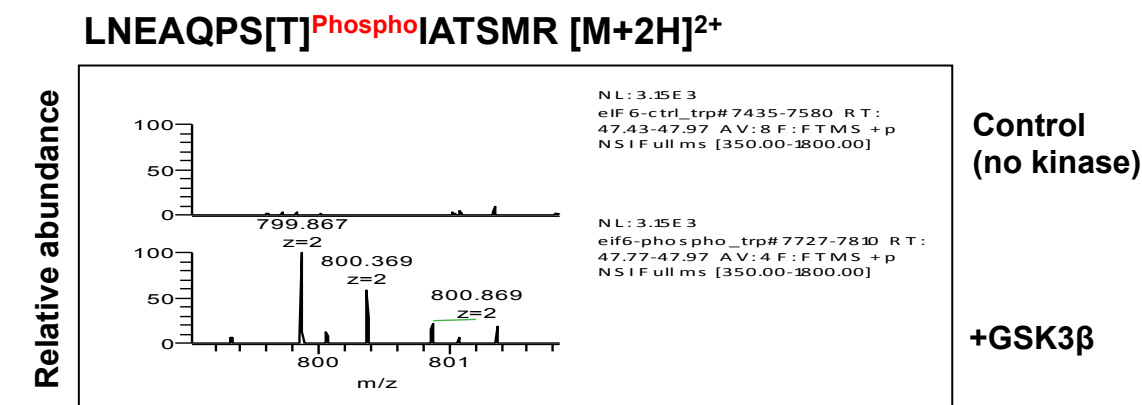 LNEAQPS[T]PhosphoIATSMR [M+2H]2+
Relative abundance
100
50
0
NL: 3.15E3
eIF6-ctrl_trp#7435-7580 RT:
47.43-47.97 AV: 8 F: FTMS + p
NSI Full ms [350.00-1800.00]
Control
(no kinase)
799.867
z=2
800.369
z=2
800.869
z=2
100
50
0
800
801
m/z
NL: 3.15E3
eif6-phospho_trp#7727-7810 RT:
47.77-47.97 AV: 4 F: FTMS + p
NSI Full ms [350.00-1800.00]
+GSK3β